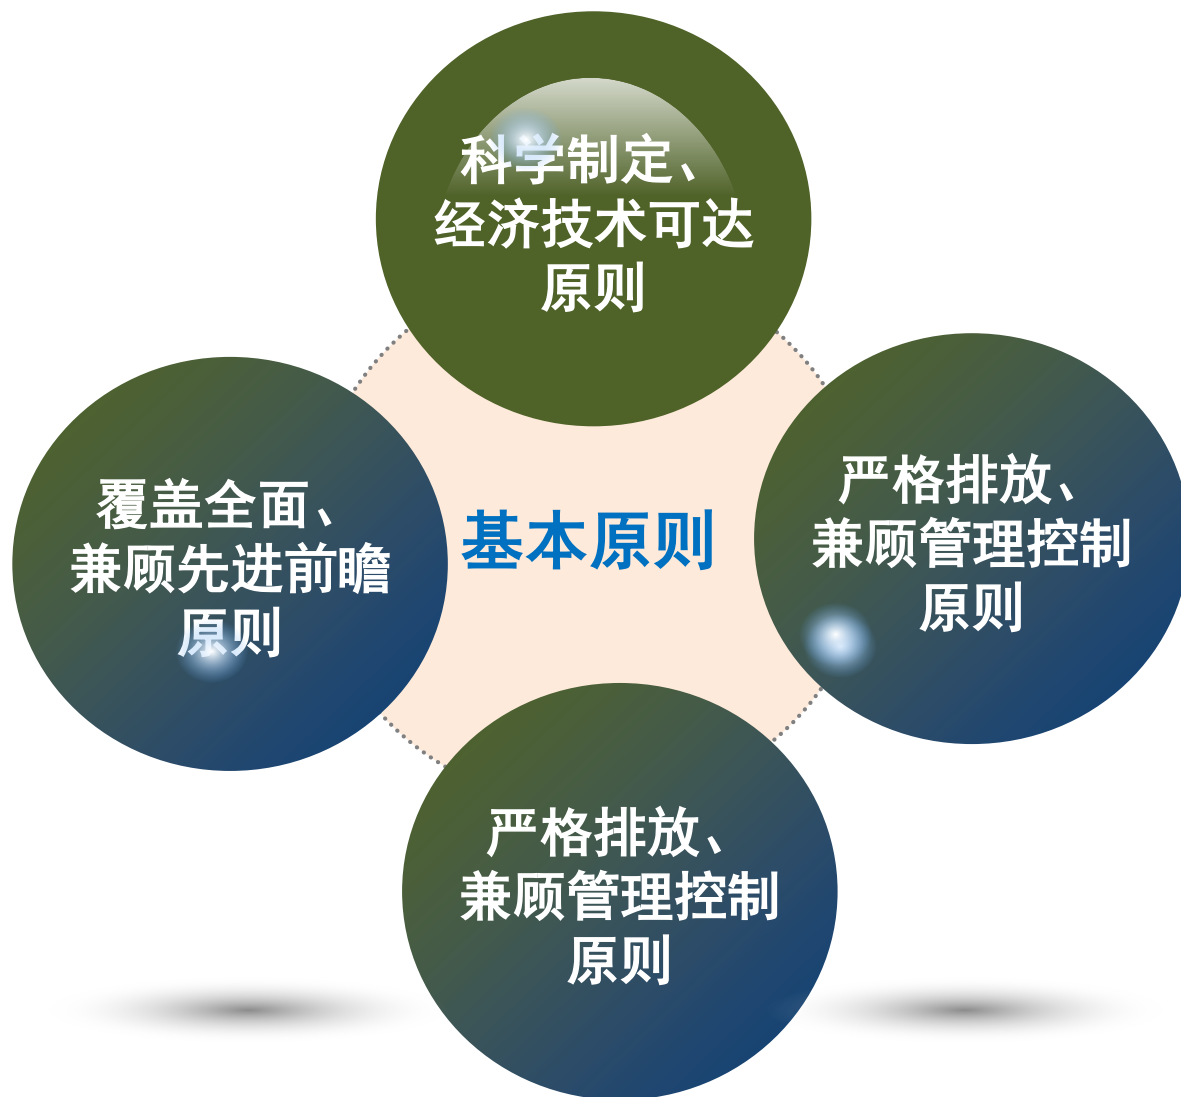 科学制定、
经济技术可达
原则
覆盖全面、
兼顾先进前瞻
原则
基本原则
严格排放、
兼顾管理控制
原则
严格排放、
兼顾管理控制
原则